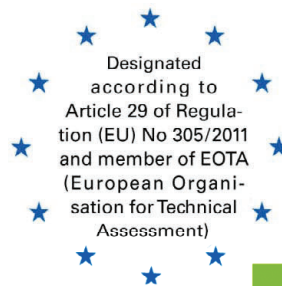 Designated
according to
Article 29 of Regula-
tion (EU) No 305/2011
and member of EOTA
(European Organi-
sation for Technical
Assessment)